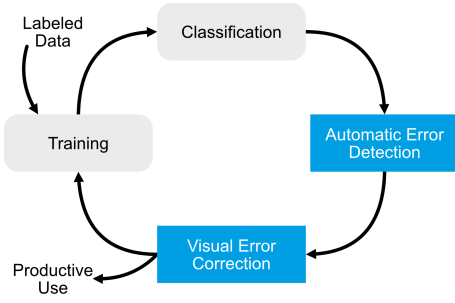 Labeled
Data
Classification
Training
Automatic Error
Detection
Visual Error
Correction
Productive
Use